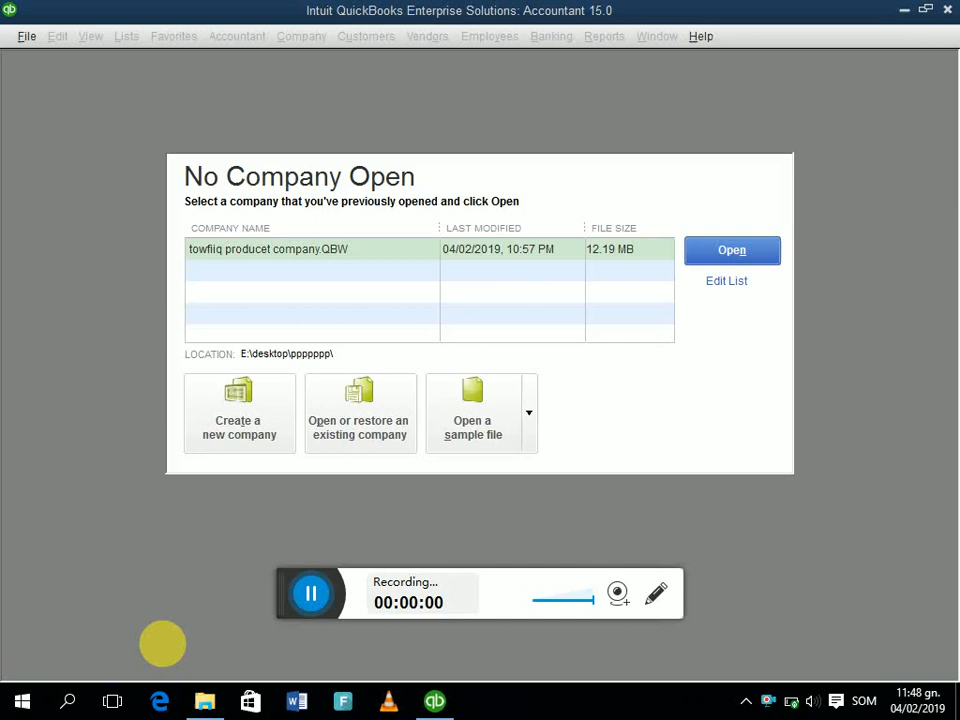 Intuit QuickBooks Enterprise Solutions: Accountant 15.0
File Edit View Lists Favorites Accountant Company Customers Vendors Employees Banking Reports Window Help
No Company Open
Select a company that you've previously opened and click Open
COMPANY NAME LAST MODIFIED FILE SIZE
towfiiq producet company.QBW 04/02/2019, 10:57 PM 12.19 MB
Open
Edit List
LOCATION: E:\desktop\ppppppp\
Create a
new company
Open or restore an
existing company
Open a
sample file
Recording...
00:00:00
SOM
11:48 gn.
04/02/2019